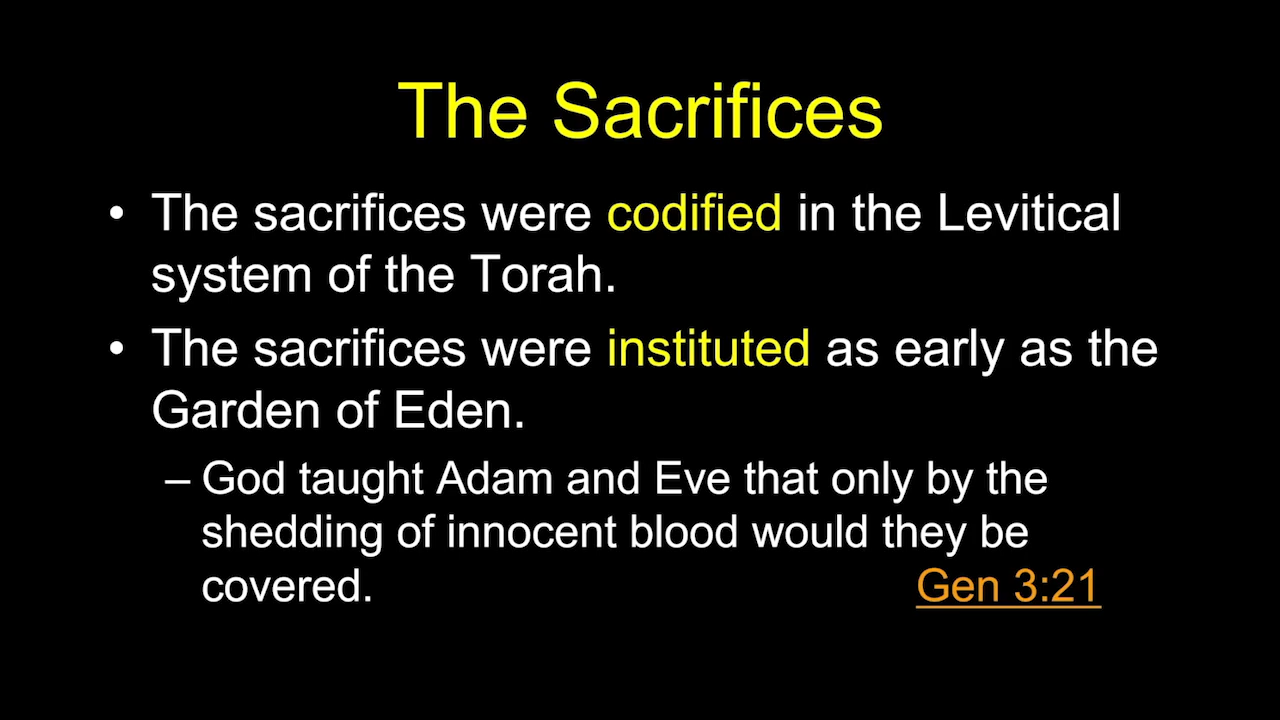 The Sacrifices
• The sacrifices were codified in the Levitical
system of the Torah.
• The sacrifices were instituted as early as the
Garden of Eden.
– God taught Adam and Eve that only by the
shedding of innocent blood would they be
covered. Gen 3:21